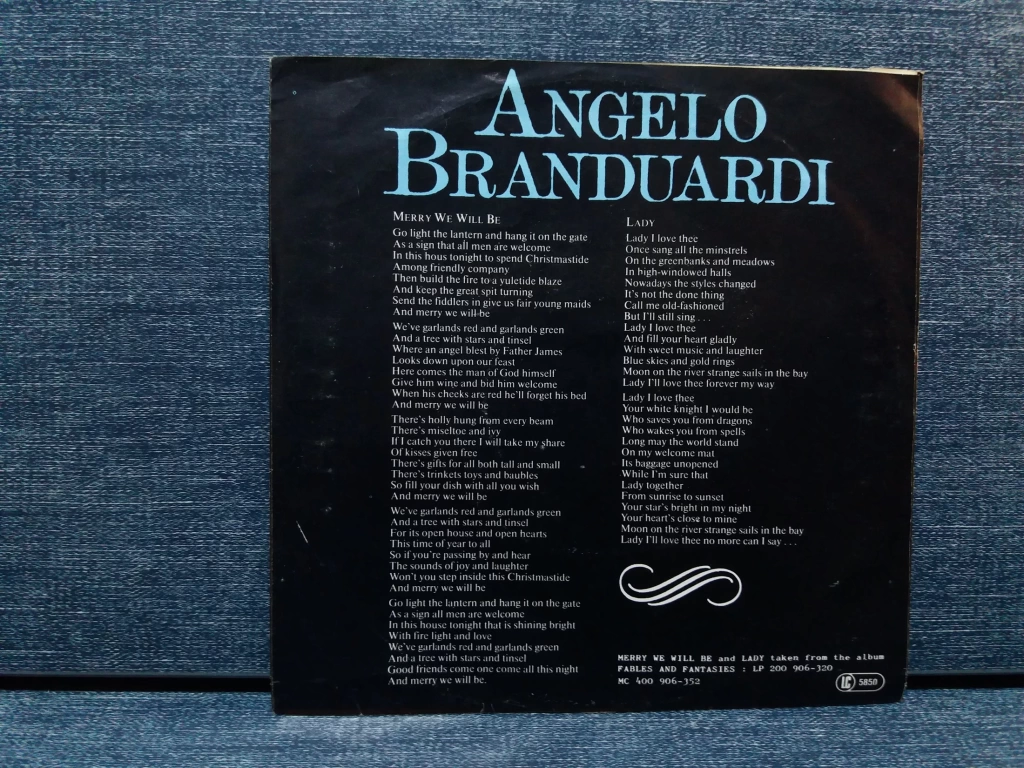 ANGELO
BRANDUARDI
MERRY WE WILL BE
Go light the lantern and hang it on the gate
As a sign that all men are welcome
In this hous tonight to spend Christmastide
Among friendly company
Then build the fire to a yuletide blaze
And keep the great spit turning
Send the fiddlers in give us fair young maids
And merry we will be
We've garlands red and garlands green
And a tree with stars and tinsel
Where an angel blest by Father James
Looks down upon our feast
Here comes the man of God himself
Give him wine and bid him welcome
When his cheeks are red he'll forget his bed
And merry we will be
There's holly hung from every beam
There's miseltoe and ivy
If I catch you there I will take my share
Of kisses given free
There's gifts for all both tall and small
There's trinkets toys and baubles
So fill your dish with all you wish
And merry we will be
We've garlands red and garlands green
And a tree with stars and tinsel
For its open house and open hearts
This time of year to all
So if you're passing by and hear
The sounds of joy and laughter
Won't you step inside this Christmastide
And merry we will be
Go light the lantern and hang it on the gate
As a sign all men are welcome
In this house tonight that is shining bright
With fire light and love
We've garlands red and garlands green
And a tree with stars and tinsel
Good friends come one come all this night
And merry we will be.
LADY
Lady I love thee
Once sang all the minstrels
On the greenbanks and meadows
In high-windowed halls
Nowadays the styles changed
It's not the done thing
Call me old-fashioned
But I'll still sing . . .
Lady I love thee
And fill your heart gladly
With sweet music and laughter
Blue skies and gold rings
Moon on the river strange sails in the bay
Lady I'll love thee forever my way
Lady I love thee
Your white knight I would be
Who saves you from dragons
Who wakes you from spells
Long may the world stand
On my welcome mat
Its baggage unopened
While I'm sure that
Lady together
From sunrise to sunset
Your star's bright in my night
Your heart's close to mine
Moon on the river strange sails in the bay
Lady I'll love thee no more can I say . . .
MERRY WE WILL BE and LADY taken from the album
FABLES AND FANTASIES : LP 200 906-320
MC 400 906-352
LC 5850